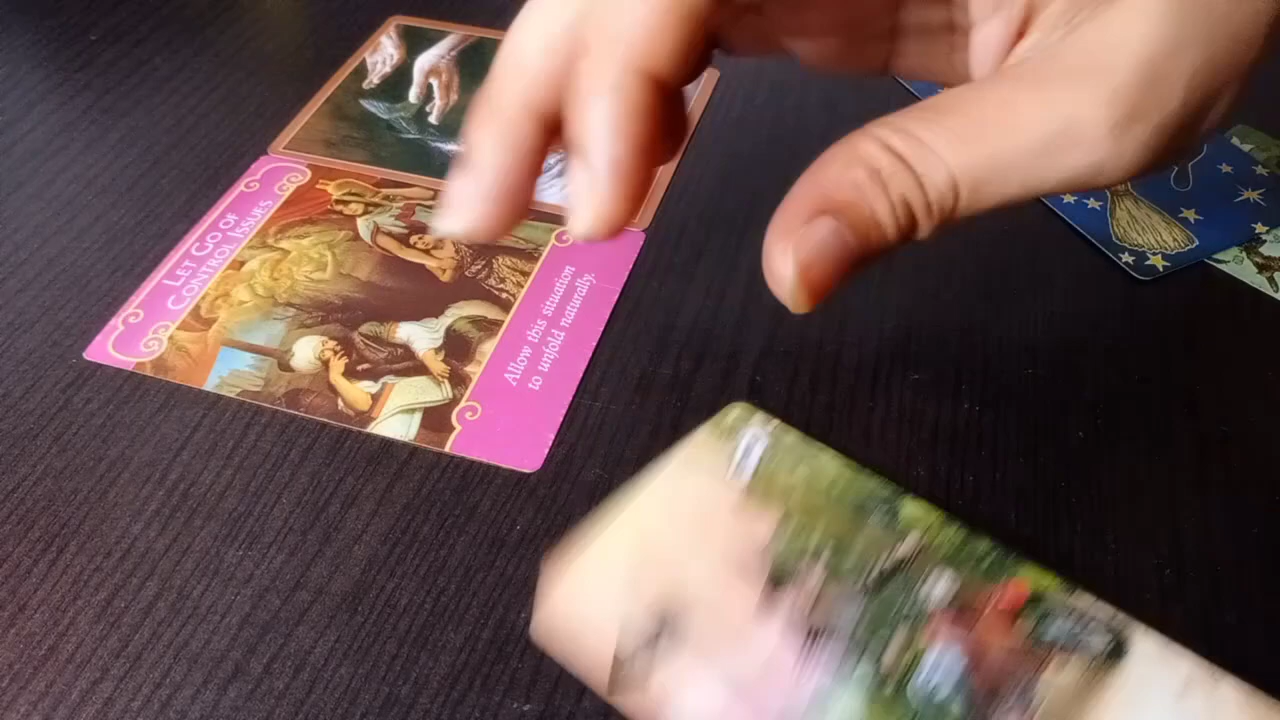 LET GO OF
CONTROL ISSUES
Allow this situation
to unfold naturally.